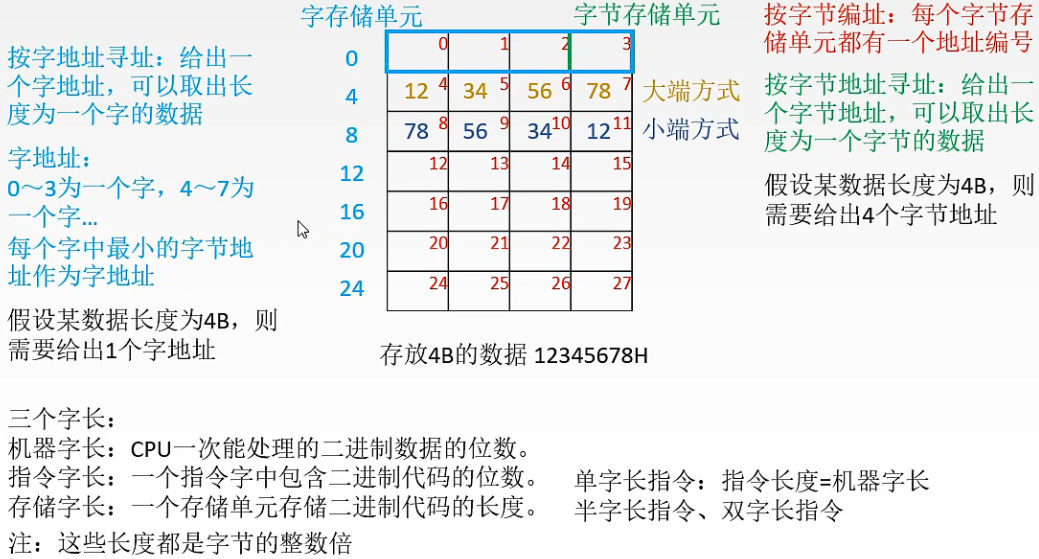 字存储单元
字节存储单元
按字地址寻址：给出一
个字地址，可以取出长
度为一个字的数据
字地址：
0～3为一个字，4～7为
一个字…
每个字中最小的字节地
址作为字地址
假设某数据长度为4B，则
需要给出1个字地址
0 0 1 2 3
4 12 4 34 5 56 6 78 7 大端方式
8 78 8 56 9 34 10 12 11 小端方式
12 12 13 14 15
16 16 17 18 19
20 20 21 22 23
24 24 25 26 27
存放4B的数据 12345678H
按字节编址：每个字节存
储单元都有一个地址编号
按字节地址寻址：给出一
个字节地址，可以取出长
度为一个字节的数据
假设某数据长度为4B，则
需要给出4个字节地址
三个字长：
机器字长：CPU一次能处理的二进制数据的位数。
指令字长：一个指令字中包含二进制代码的位数。
存储字长：一个存储单元存储二进制代码的长度。
单字长指令：指令长度=机器字长
半字长指令、双字长指令
注：这些长度都是字节的整数倍